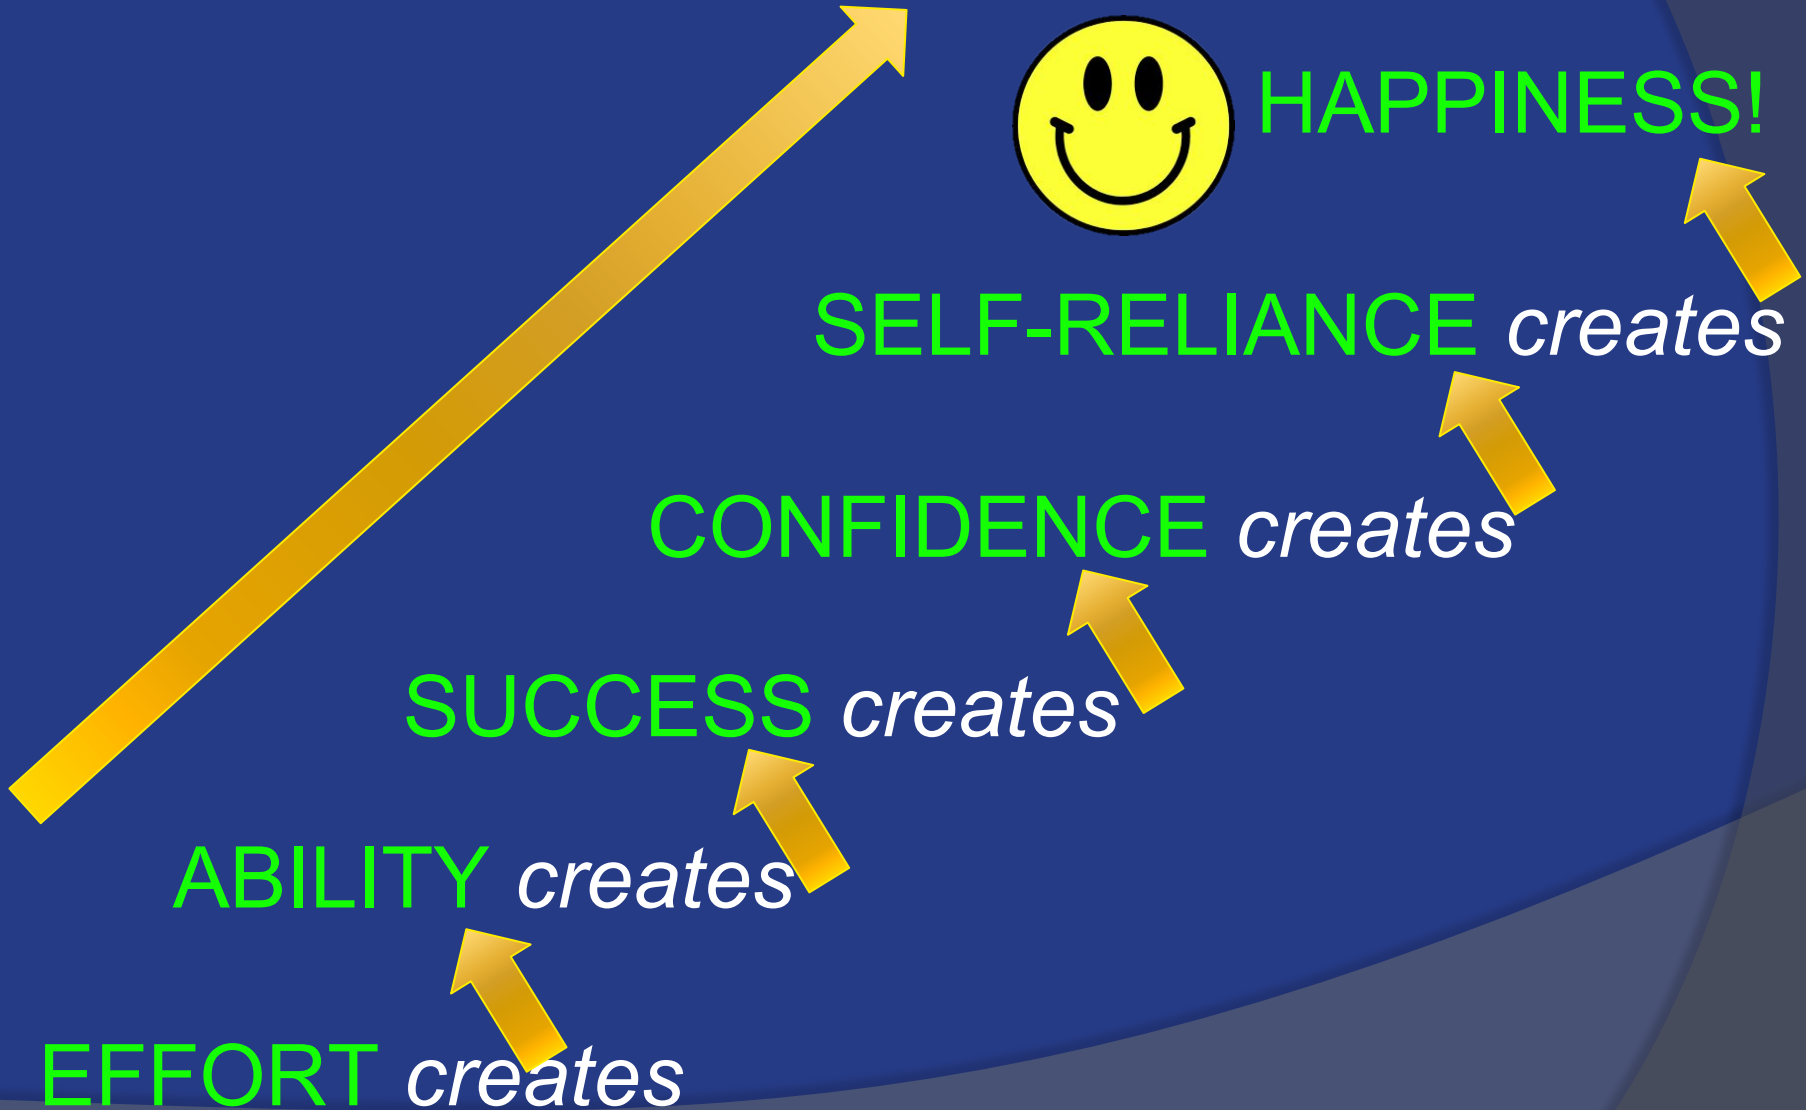 HAPPINESS!
SELF-RELIANCE creates
CONFIDENCE creates
SUCCESS creates
ABILITY creates
EFFORT creates